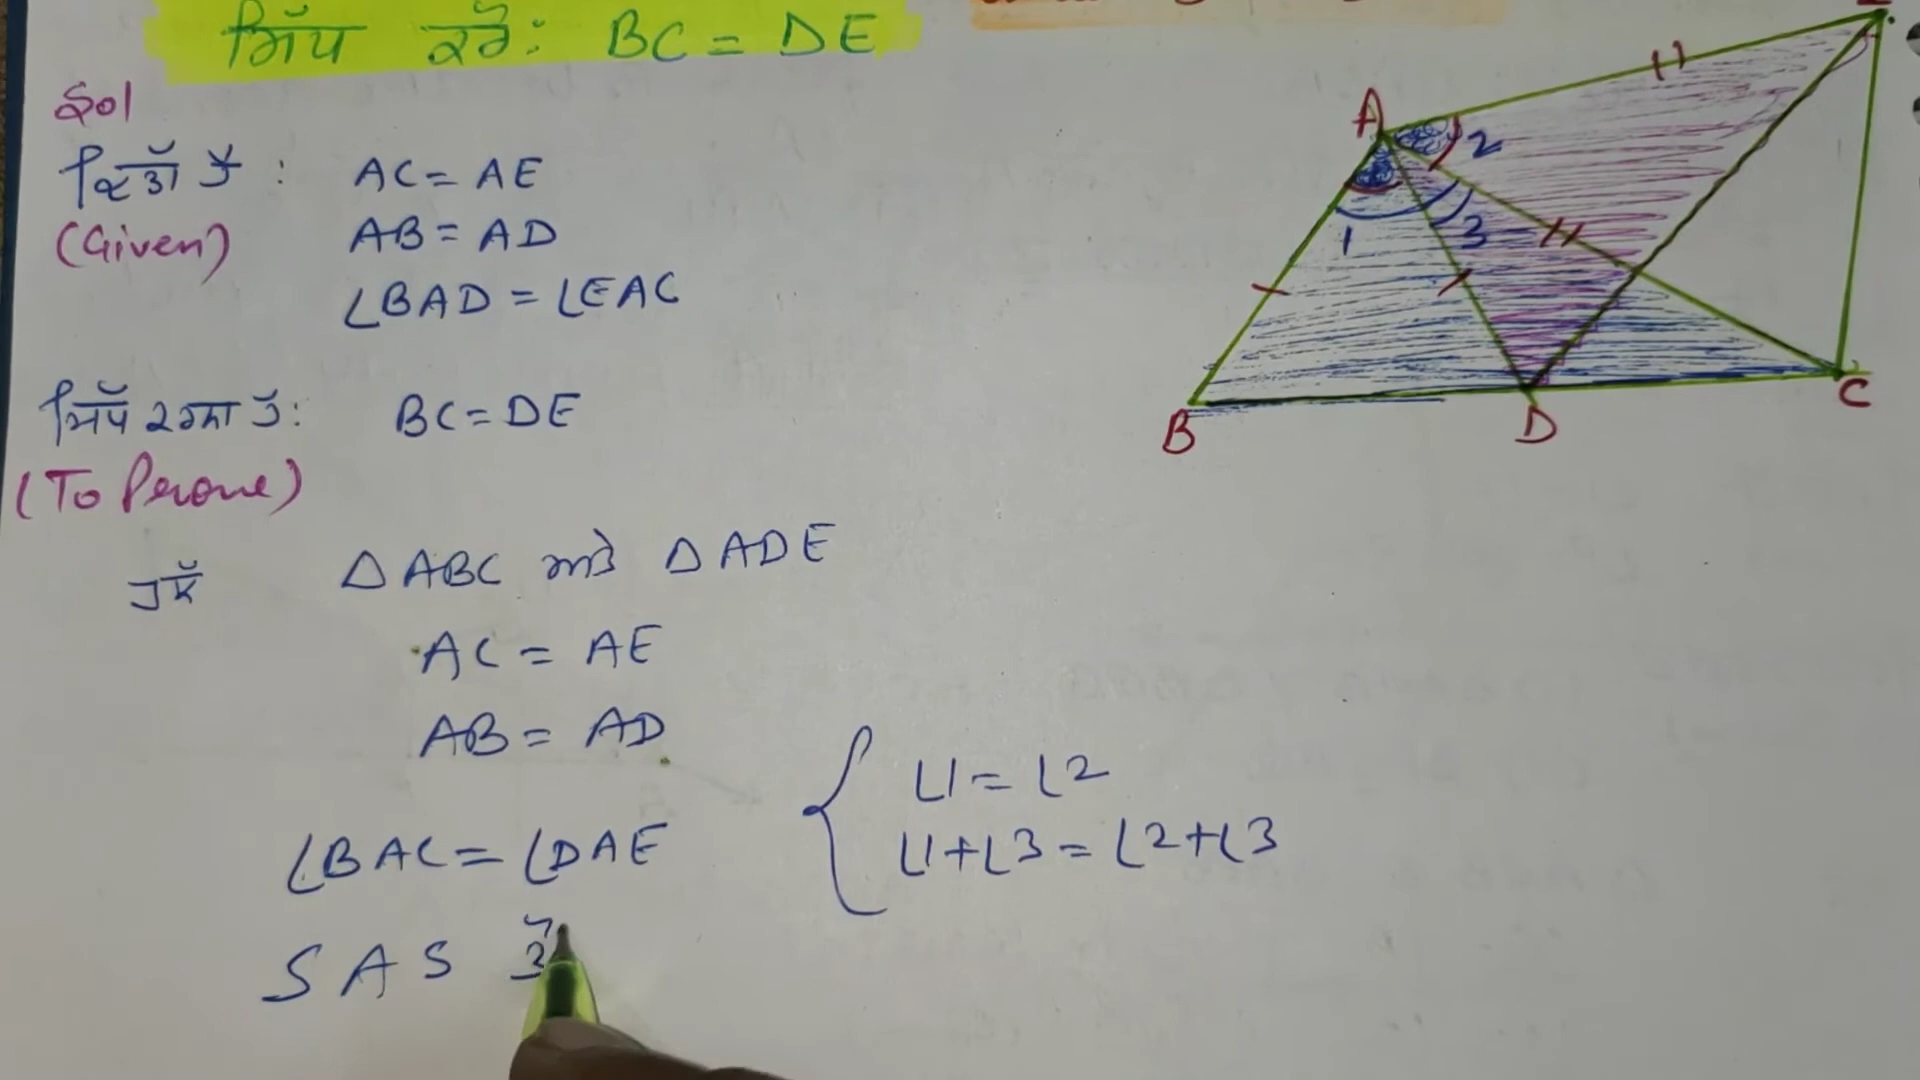 ਸਿੱਧ ਕਰੋ: BC = DE
Sol
ਦਿੱਤਾ ਹੈ : AC = AE
(Given) AB = AD
∠BAD = ∠EAC
ਸਿੱਧ ਕਰਨਾ ਹੈ: BC = DE
(To Prove)
ਹੱਲ △ABC ਅਤੇ △ADE
AC = AE
AB = AD
∠BAC = ∠DAE
∠1 = ∠2
∠1+∠3 = ∠2+∠3
SAS ਤੋਂ
A
2
1
3
B
D
C